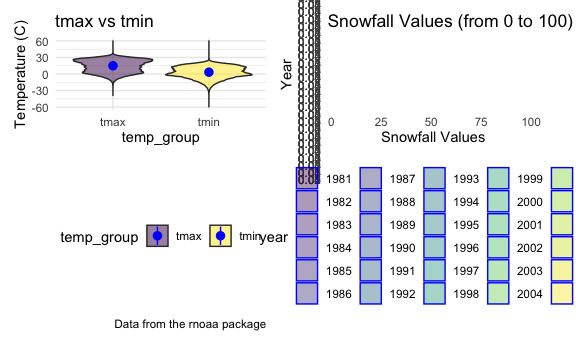 tmax vs tmin
Temperature (C)
60
30
0
-30
-60
tmax
tmin
temp_group
temp_group
tmax
tmin
Data from the rnoaa package
Snowfall Values (from 0 to 100)
Year
0
25
50
75
100
Snowfall Values
year
1981
1987
1993
1999
1982
1988
1994
2000
1983
1989
1995
2001
1984
1990
1996
2002
1985
1991
1997
2003
1986
1992
1998
2004